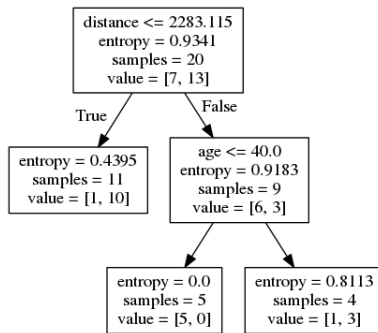 distance <= 2283.115
entropy = 0.9341
samples = 20
value = [7, 13]
True
False
entropy = 0.4395
samples = 11
value = [1, 10]
age <= 40.0
entropy = 0.9183
samples = 9
value = [6, 3]
entropy = 0.0
samples = 5
value = [5, 0]
entropy = 0.8113
samples = 4
value = [1, 3]